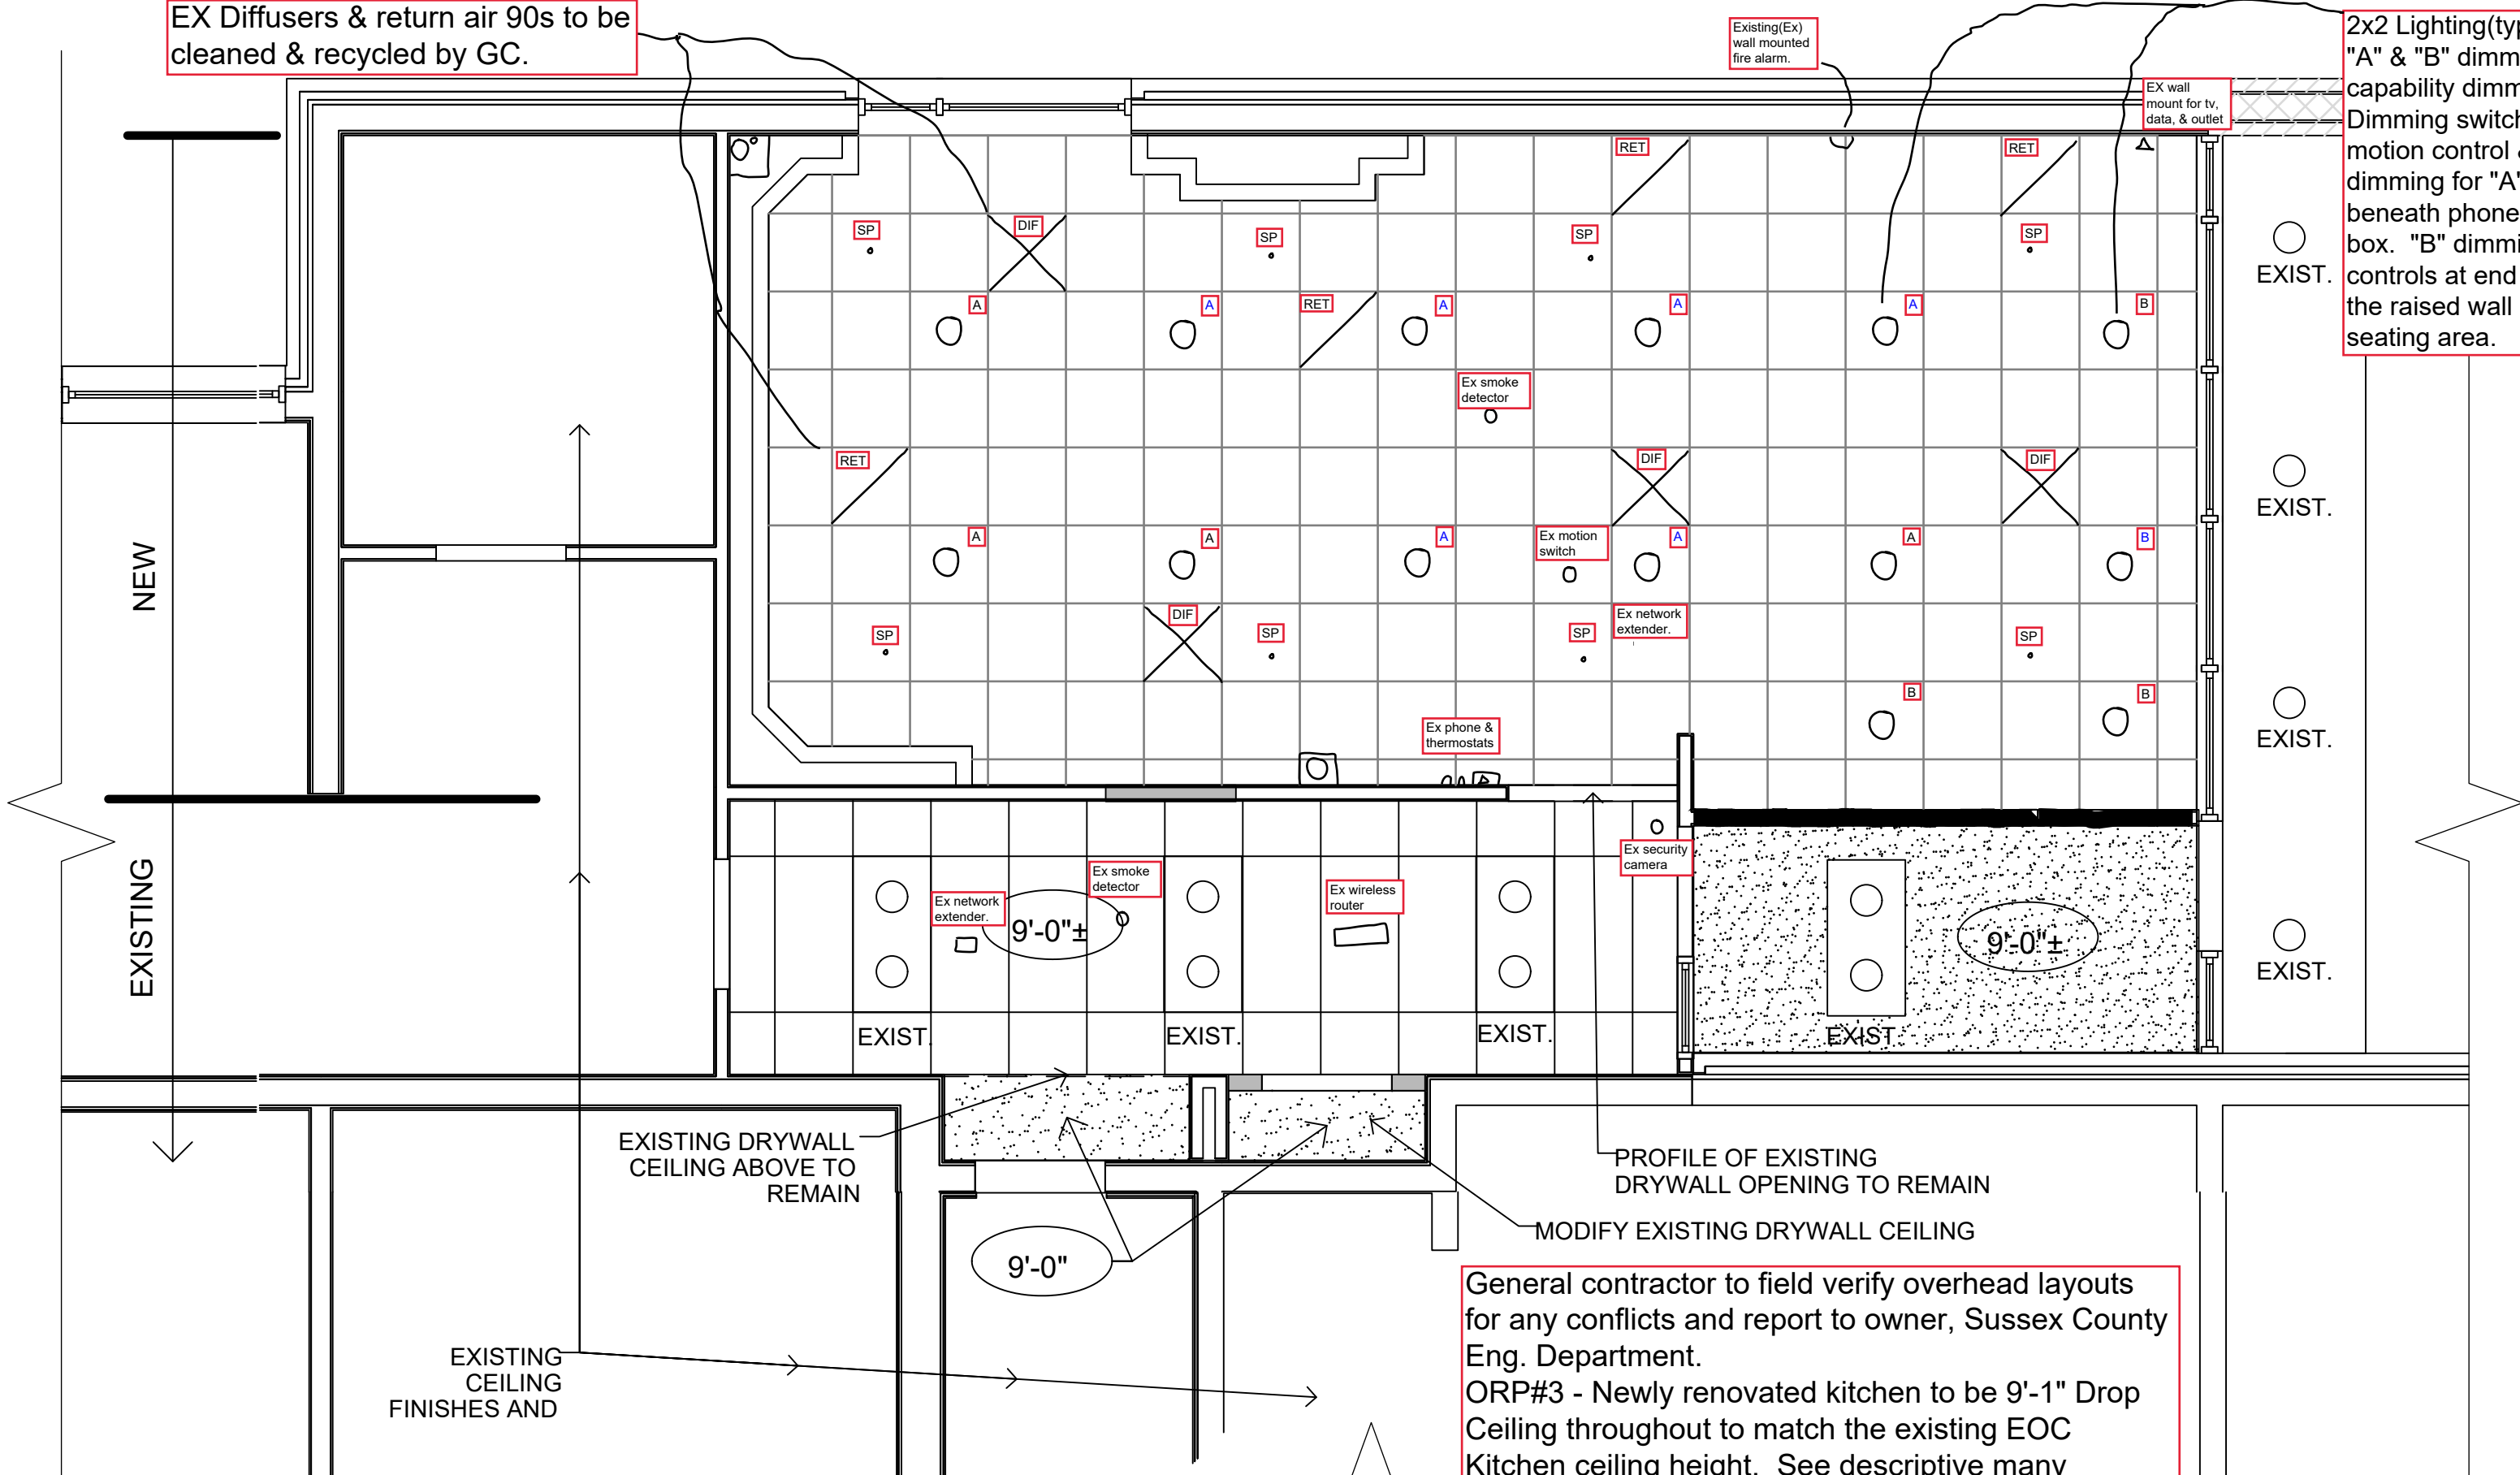 EX Diffusers & return air 90s to be
cleaned & recycled by GC.
Existing(Ex)
wall mounted
fire alarm.
EX wall
mount for tv,
data, & outlet
2x2 Lighting(typ
"A" & "B" dimm
capability dimm
Dimming switch
motion control
dimming for "A"
beneath phone
box. "B" dimmi
controls at end
the raised wall
seating area.
RET
RET
SP
DIF
SP
SP
SP
EXIST.
A
A
RET
A
A
A
B
Ex smoke
detector
RET
DIF
DIF
EXIST.
NEW
A
A
A
Ex motion
switch
A
A
B
DIF
Ex network
extender.
SP
SP
SP
SP
B
B
EXIST.
Ex phone &
thermostats
EXISTING
Ex security
camera
Ex smoke
detector
Ex network
extender.
9'-0"±
Ex wireless
router
9'-0"±
EXIST.
EXIST.
EXIST.
EXIST.
EXIST.
EXISTING DRYWALL
CEILING ABOVE TO
REMAIN
PROFILE OF EXISTING
DRYWALL OPENING TO REMAIN
MODIFY EXISTING DRYWALL CEILING
9'-0"
General contractor to field verify overhead layouts
for any conflicts and report to owner, Sussex County
Eng. Department.
ORP#3 - Newly renovated kitchen to be 9'-1" Drop
Ceiling throughout to match the existing EOC
Kitchen ceiling height. See descriptive many
EXISTING
CEILING
FINISHES AND